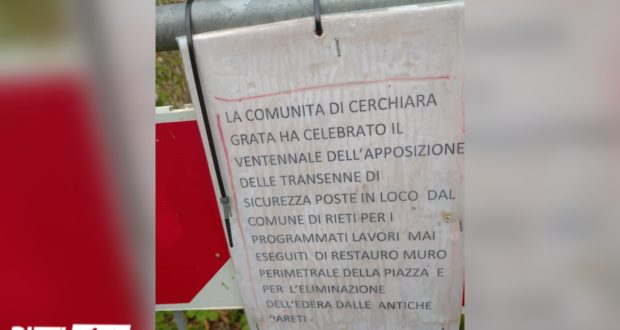 LA COMUNITA DI CERCHIARA
GRATA HA CELEBRATO IL
VENTENNALE DELL'APPOSIZIONE
DELLE TRANSENNE DI
SICUREZZA POSTE IN LOCO DAL
COMUNE DI RIETI PER I
PROGRAMMATI LAVORI MAI
ESEGUITI DI RESTAURO MURO
PERIMETRALE DELLA PIAZZA E
PER L'ELIMINAZIONE
DELL'EDERA DALLE ANTICHE
PARETI -